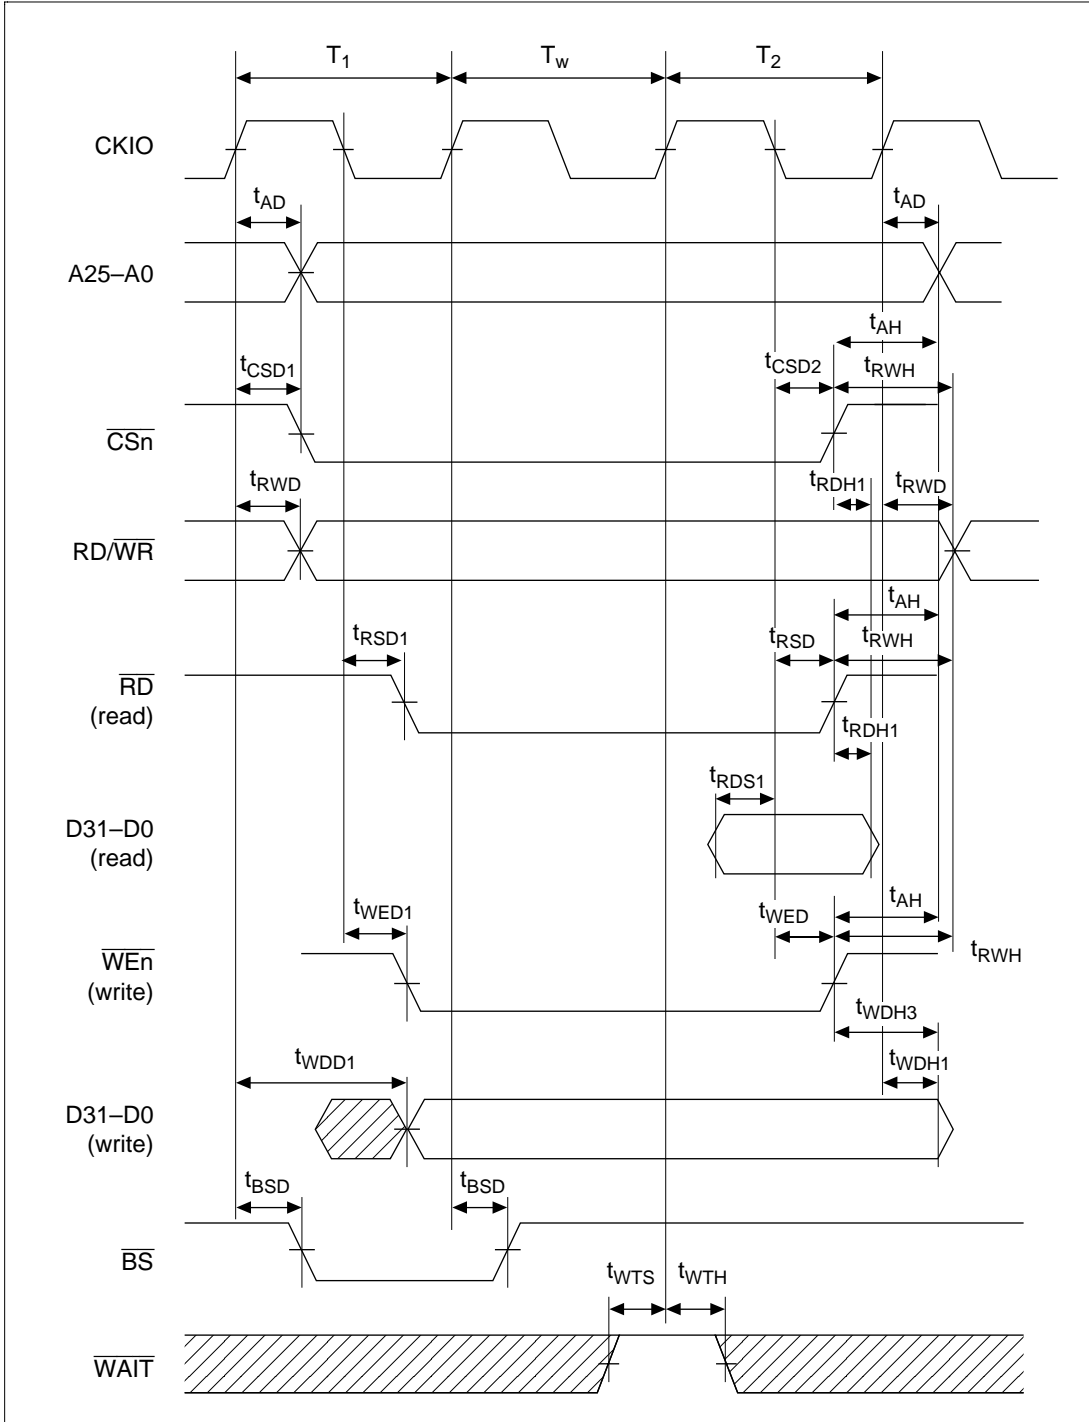 T1 Tw T2
CKIO
tAD tAD
A25–A0
tAH
tCSD1 tCSD2 tRWH
CSn
tRWD tRDH1 tRWD
RD/WR
tAH
tRSD1 tRSD tRWH
RD
(read)
tRDH1
tRDS1
D31–D0
(read)
tAH
tWED1 tWED
WEn
tRWH
(write)
tWDH3
tWDD1 tWDH1
D31–D0
(write)
tBSD tBSD
BS
tWTS tWTH
WAIT